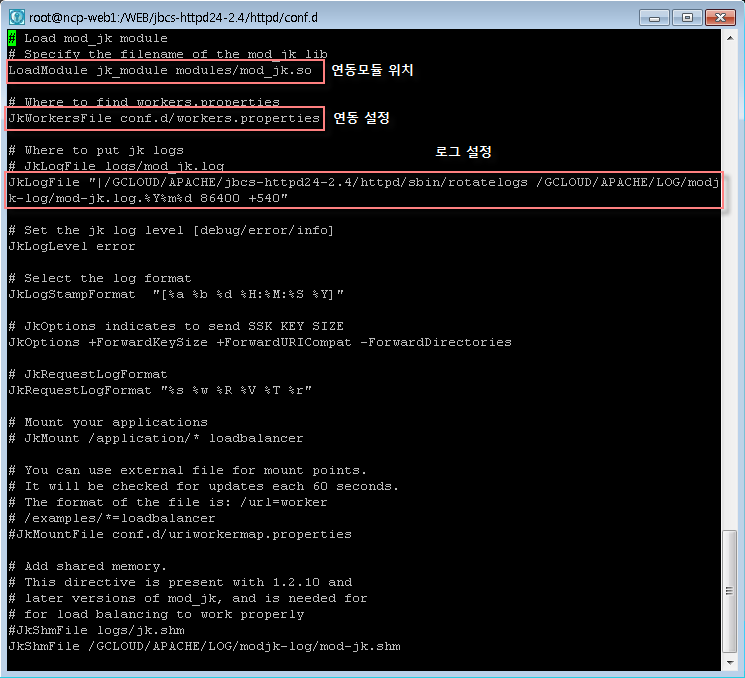 root@ncp-web1:/WEB/jbcs-httpd24-2.4/httpd/conf.d
# Load mod_jk module
# Specify the filename of the mod_jk lib
LoadModule jk_module modules/mod_jk.so 연동모듈 위치
# Where to find workers.properties
JkWorkersFile conf.d/workers.properties 연동 설정
# Where to put jk logs 로그 설정
# JkLogFile logs/mod_jk.log
JkLogFile "|/GCLOUD/APACHE/jbcs-httpd24-2.4/httpd/sbin/rotatelogs /GCLOUD/APACHE/LOG/modj
k-log/mod-jk.log.%Y%m%d 86400 +540"
# Set the jk log level [debug/error/info]
JkLogLevel error
# Select the log format
JkLogStampFormat  "[%a %b %d %H:%M:%S %Y]"
# JkOptions indicates to send SSK KEY SIZE
JkOptions +ForwardKeySize +ForwardURICompat -ForwardDirectories
# JkRequestLogFormat
JkRequestLogFormat "%s %w %R %V %T %r"
# Mount your applications
# JkMount /application/* loadbalancer
# You can use external file for mount points.
# It will be checked for updates each 60 seconds.
# The format of the file is: /url=worker
# /examples/*=loadbalancer
#JkMountFile conf.d/uriworkermap.properties
# Add shared memory.
# This directive is present with 1.2.10 and
# later versions of mod_jk, and is needed for
# for load balancing to work properly
#JkShmFile logs/jk.shm
JkShmFile /GCLOUD/APACHE/LOG/modjk-log/mod-jk.shm